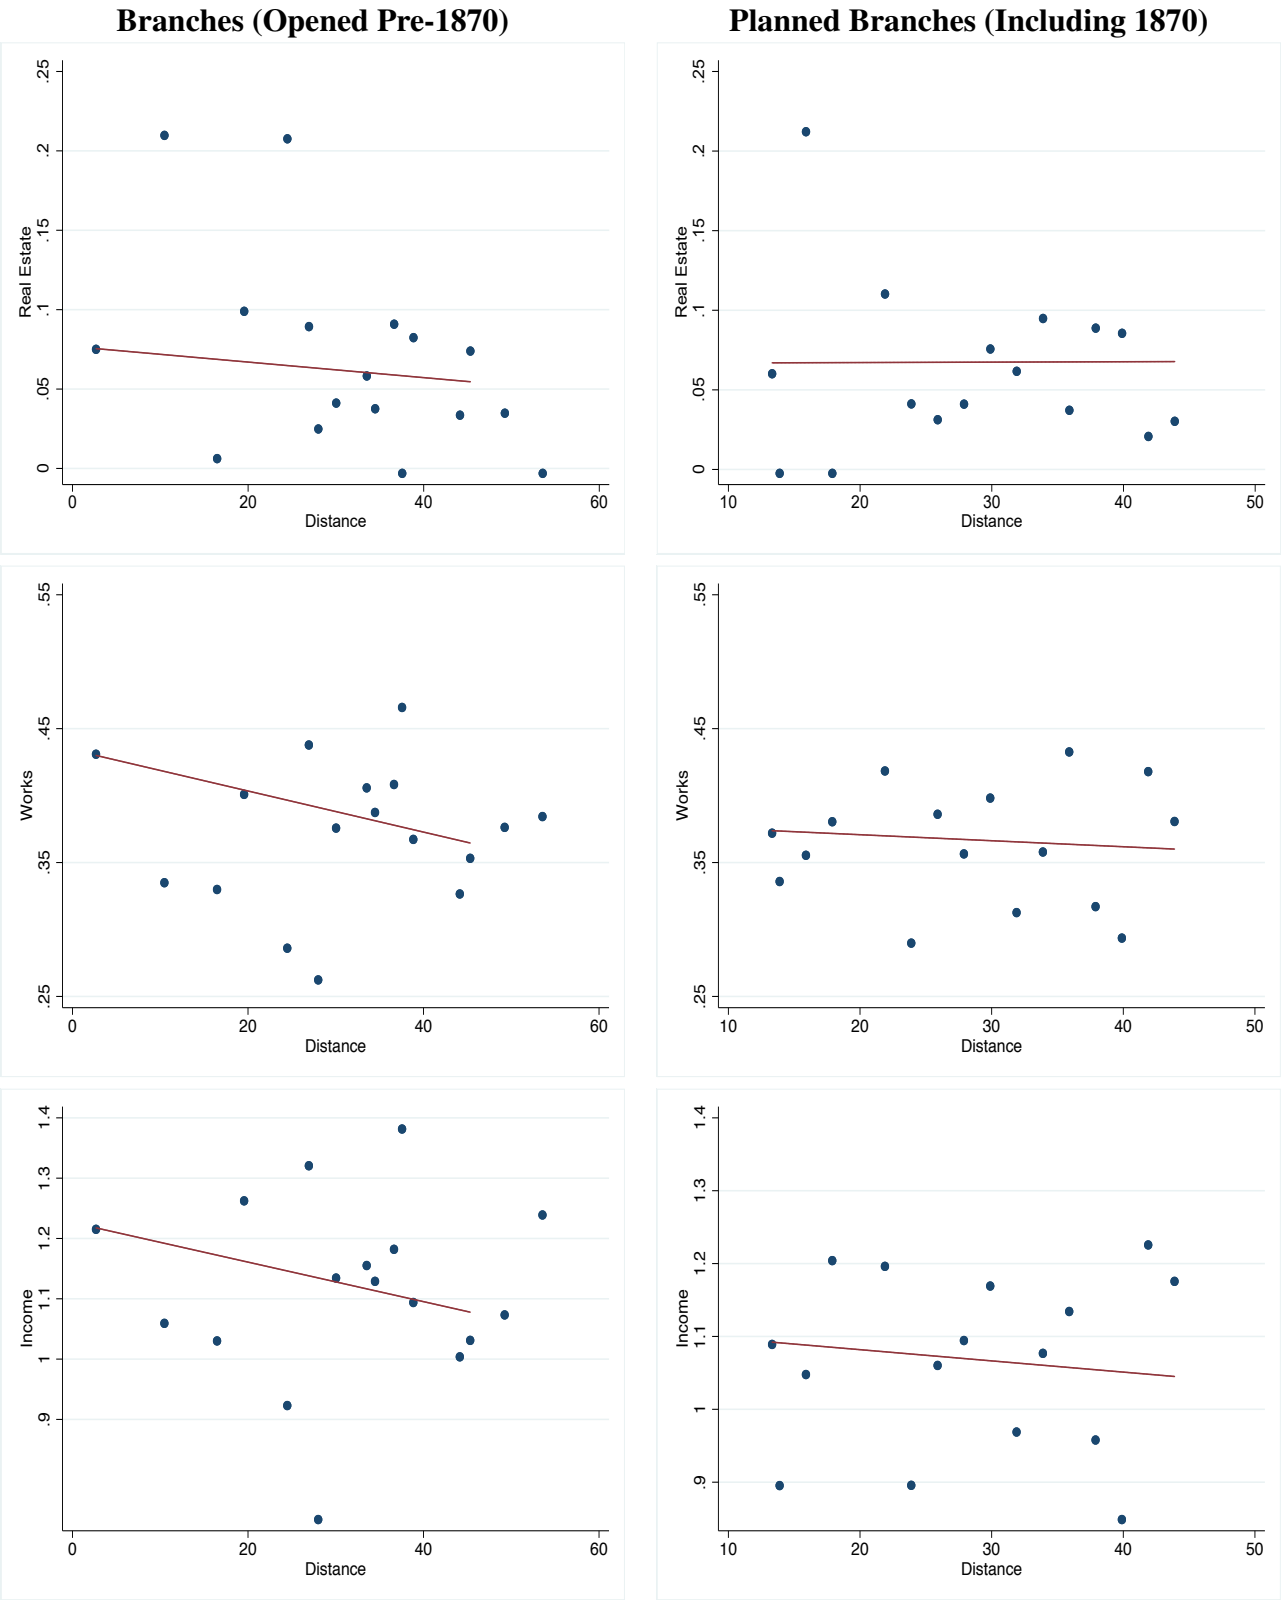 Branches (Opened Pre-1870)
Planned Branches (Including 1870)
Real Estate
.25
.2
.15
.1
.05
0
0 20 40 60
Distance
Real Estate
.25
.2
.15
.1
.05
0
10 20 30 40 50
Distance
Works
.55
.45
.35
.25
0 20 40 60
Distance
Works
.55
.45
.35
.25
10 20 30 40 50
Distance
Income
1.4
1.3
1.2
1.1
1
.9
0 20 40 60
Distance
Income
1.4
1.3
1.2
1.1
1
.9
10 20 30 40 50
Distance